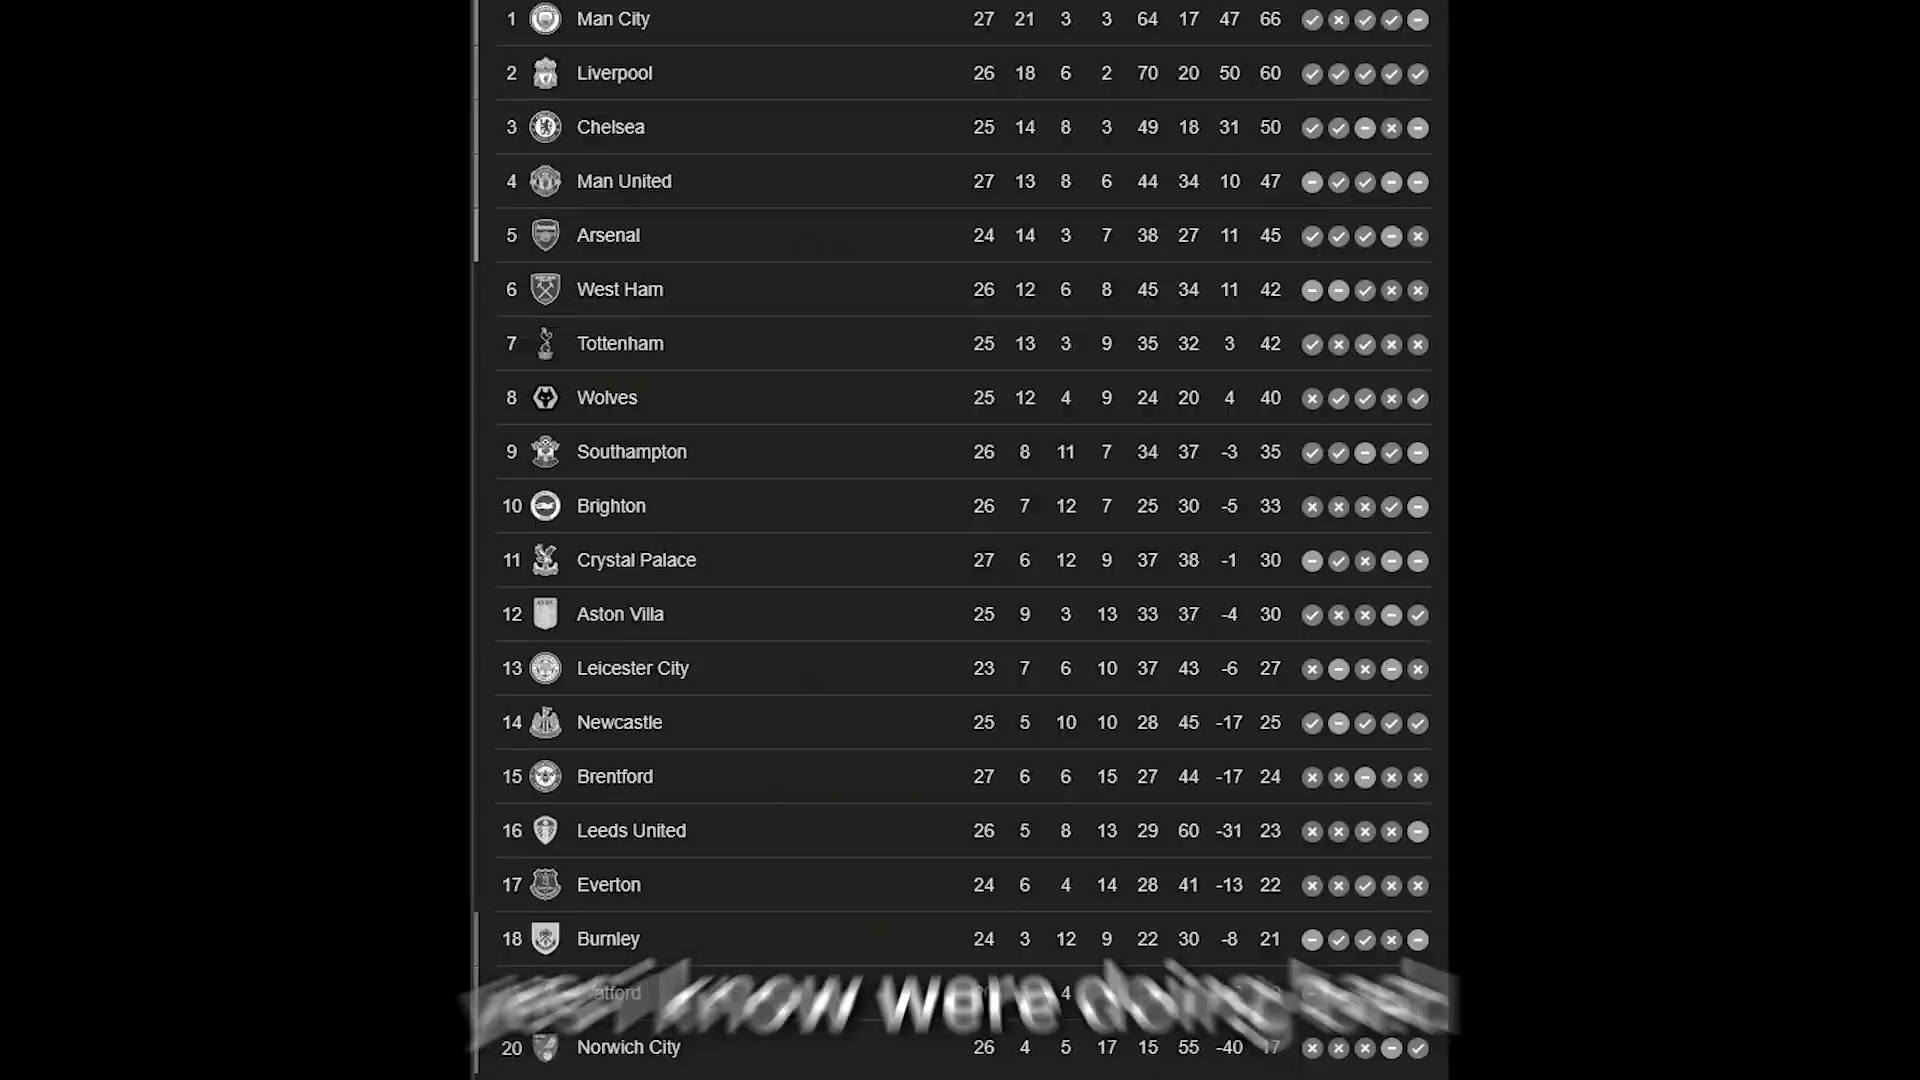 1 Man City 27 21 3 3 64 17 47 66
2 Liverpool 26 18 6 2 70 20 50 60
3 Chelsea 25 14 8 3 49 18 31 50
4 Man United 27 13 8 6 44 34 10 47
5 Arsenal 24 14 3 7 38 27 11 45
6 West Ham 26 12 6 8 45 34 11 42
7 Tottenham 25 13 3 9 35 32 3 42
8 Wolves 25 12 4 9 24 20 4 40
9 Southampton 26 8 11 7 34 37 -3 35
10 Brighton 26 7 12 7 25 30 -5 33
11 Crystal Palace 27 6 12 9 37 38 -1 30
12 Aston Villa 25 9 3 13 33 37 -4 30
13 Leicester City 23 7 6 10 37 43 -6 27
14 Newcastle 25 5 10 10 28 45 -17 25
15 Brentford 27 6 6 15 27 44 -17 24
16 Leeds United 26 5 8 13 29 60 -31 23
17 Everton 24 6 4 14 28 41 -13 22
18 Burnley 24 3 12 9 22 30 -8 21
4
yes I know were doing bad
20 Norwich City 26 4 5 17 15 55 -40 17